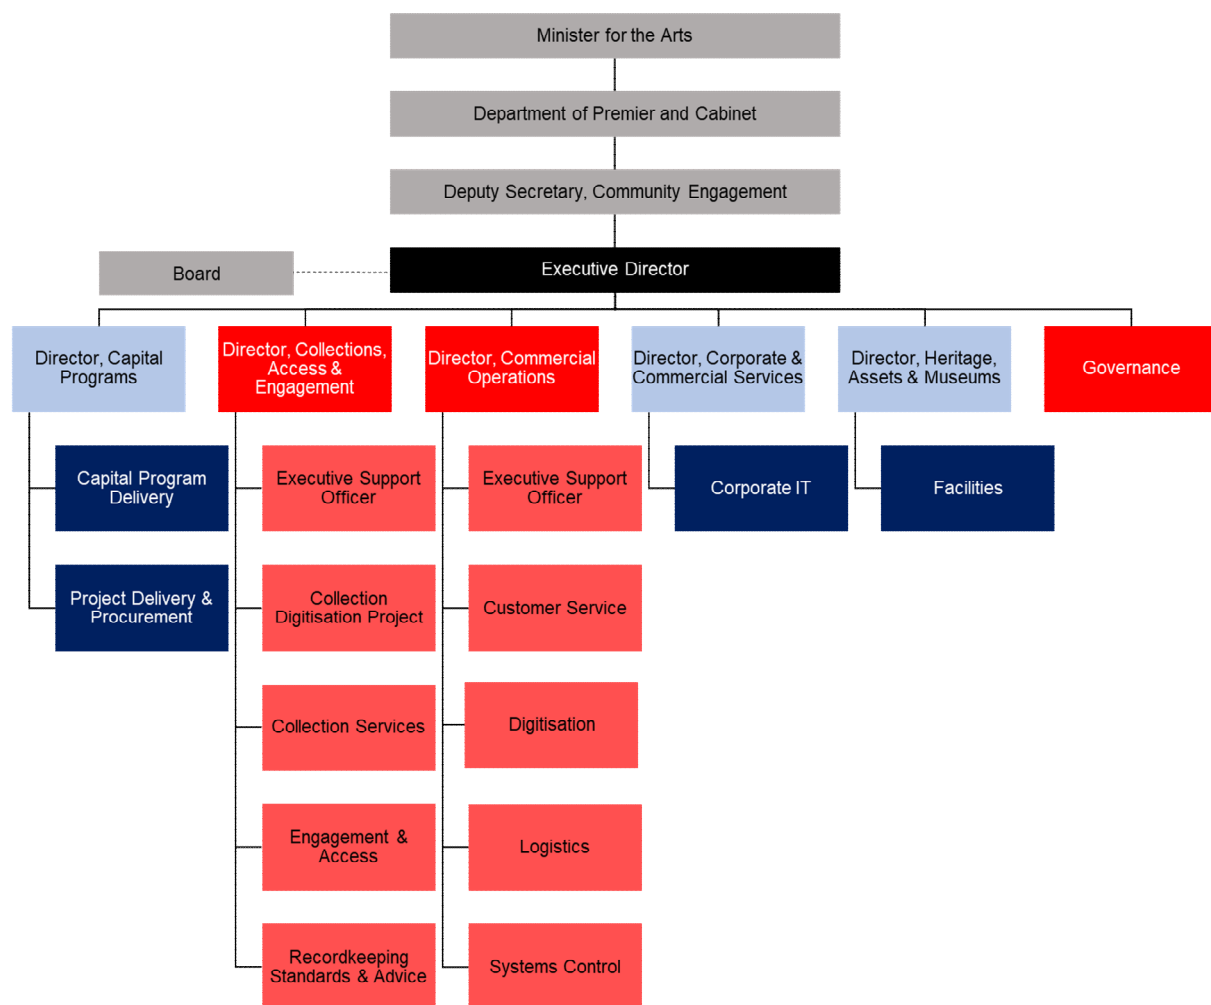 Minister for the Arts
Department of Premier and Cabinet
Deputy Secretary, Community Engagement
Executive Director
Board
Director, Capital
Programs
Director, Collections,
Access &
Engagement
Director, Commercial
Operations
Director, Corporate &
Commercial Services
Director, Heritage,
Assets & Museums
Governance
Capital Program
Delivery
Executive Support
Officer
Executive Support
Officer
Corporate IT
Facilities
Project Delivery &
Procurement
Collection
Digitisation Project
Customer Service
Collection Services
Digitisation
Engagement &
Access
Logistics
Recordkeeping
Standards & Advice
Systems Control